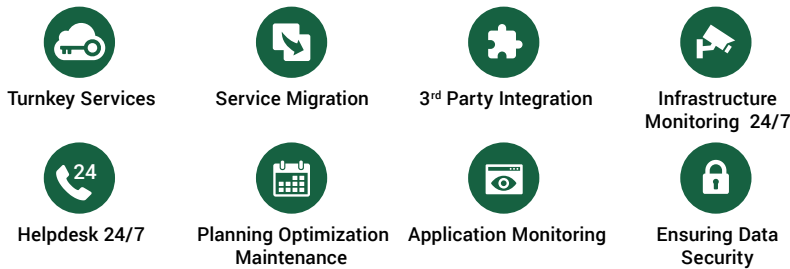 Turnkey Services
Service Migration
3rd Party Integration
Infrastructure
Monitoring 24/7
24
Helpdesk 24/7
Planning Optimization
Maintenance
Application Monitoring
Ensuring Data
Security